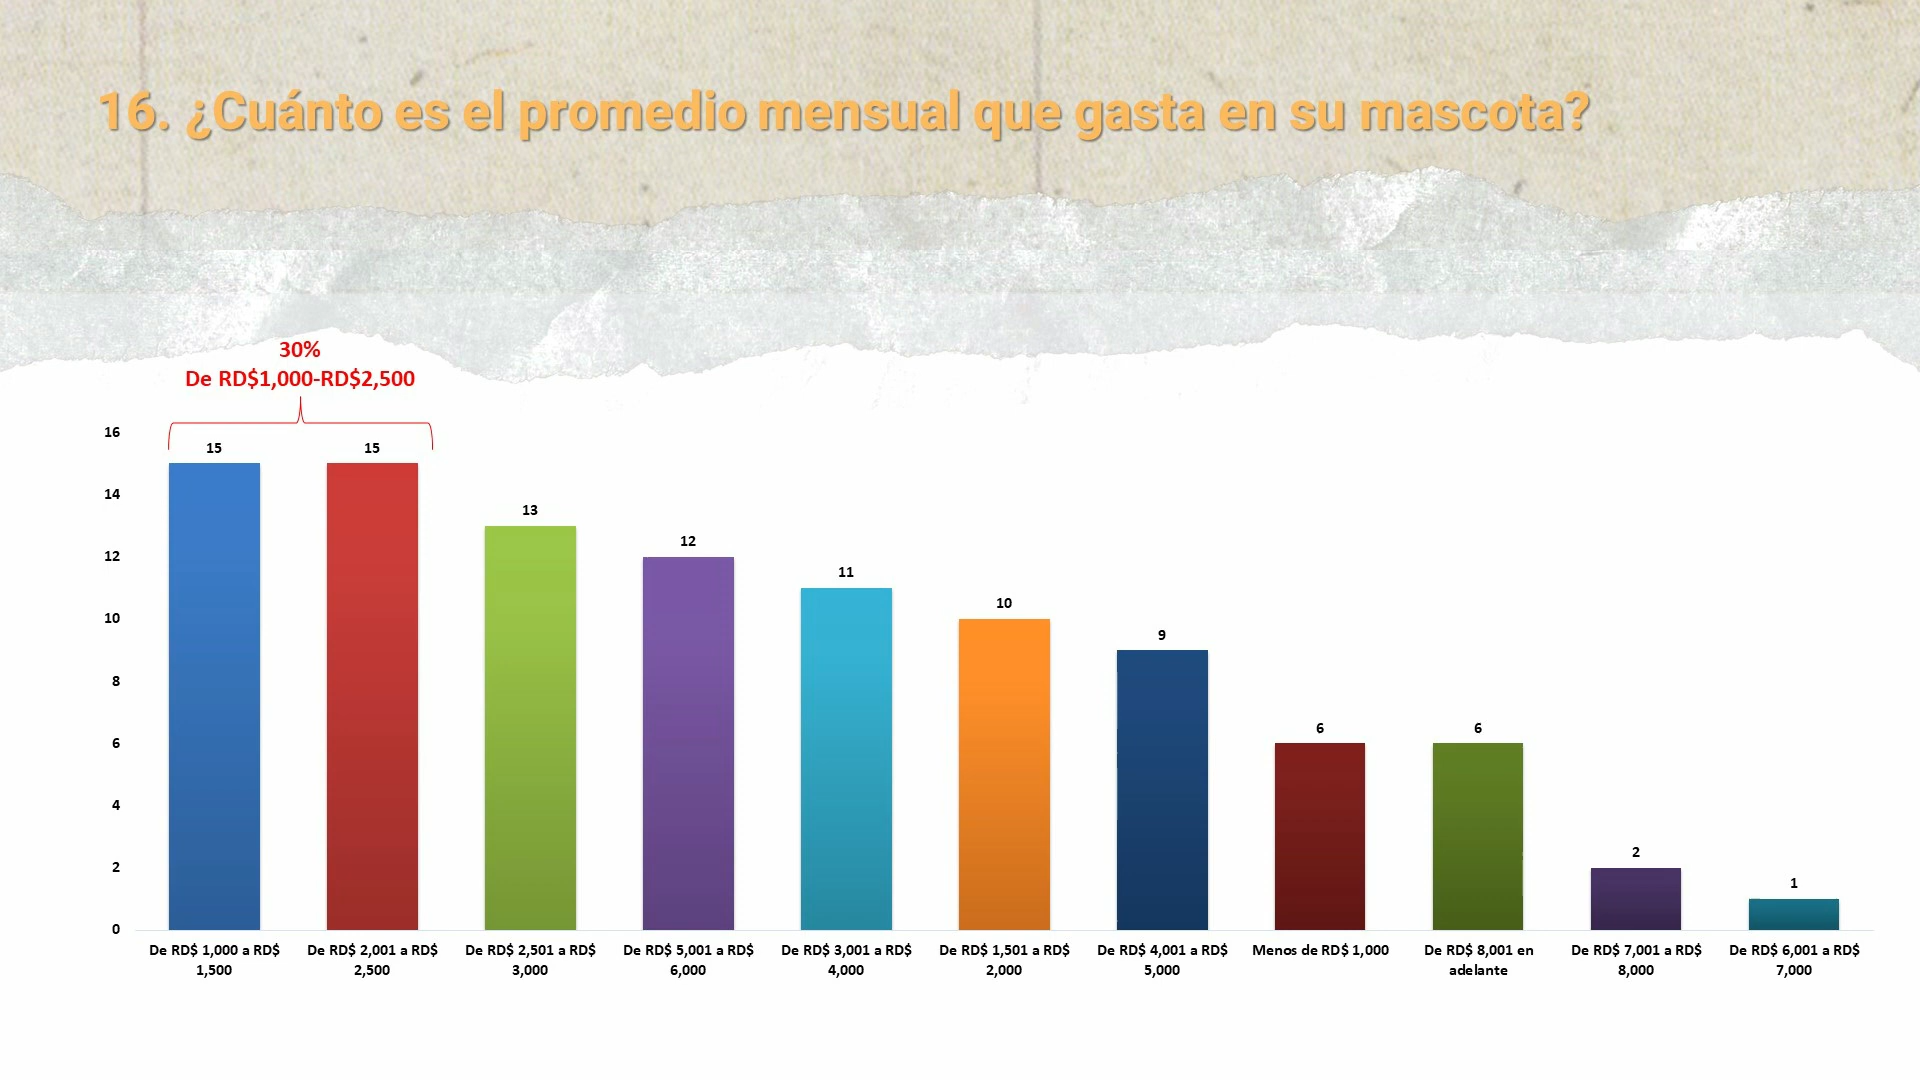 16. ¿Cuánto es el promedio mensual que gasta en su mascota?
30%
De RD$1,000-RD$2,500
16
14
12
10
8
6
4
2
0
15
15
13
12
11
10
9
6
6
2
1
De RD$ 1,000 a RD$
1,500
De RD$ 2,001 a RD$
2,500
De RD$ 2,501 a RD$
3,000
De RD$ 5,001 a RD$
6,000
De RD$ 3,001 a RD$
4,000
De RD$ 1,501 a RD$
2,000
De RD$ 4,001 a RD$
5,000
Menos de RD$ 1,000
De RD$ 8,001 en
adelante
De RD$ 7,001 a RD$
8,000
De RD$ 6,001 a RD$
7,000